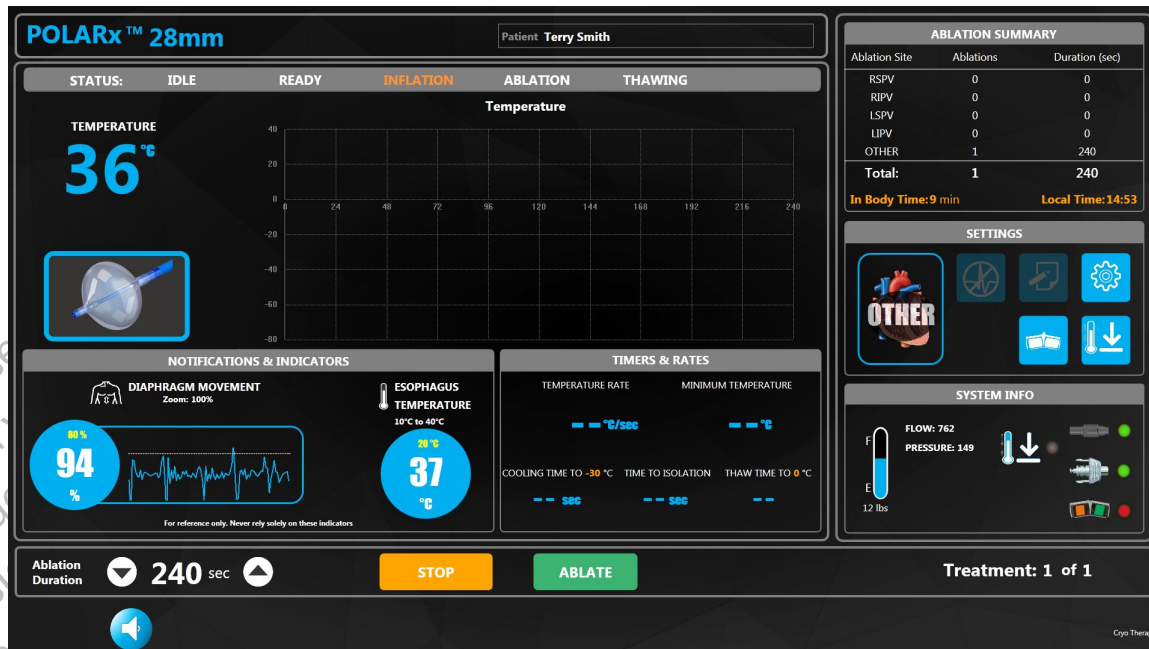 POLARx™ 28mm
Patient Terry Smith
STATUS: IDLE READY INFLATION ABLATION THAWING
TEMPERATURE
36 °C
Temperature
40
20
0
-20
-40
-60
-80
0 24 48 72 96 120 144 168 192 216 240
NOTIFICATIONS & INDICATORS
DIAPHRAGM MOVEMENT
Zoom: 100%
80 %
94
%
ESOPHAGUS
TEMPERATURE
10°C to 40°C
20 °C
37
°C
For reference only. Never rely solely on these indicators
TIMERS & RATES
TEMPERATURE RATE MINIMUM TEMPERATURE
– – °C/sec – – °C
COOLING TIME TO -30 °C TIME TO ISOLATION THAW TIME TO 0 °C
– – sec – – sec – –
ABLATION SUMMARY
Ablation Site Ablations Duration (sec)
RSPV 0 0
RIPV 0 0
LSPV 0 0
LIPV 0 0
OTHER 1 240
Total: 1 240
In Body Time:9 min Local Time:14:53
SETTINGS
OTHER
SYSTEM INFO
F
E
12 lbs
FLOW: 762
PRESSURE: 149
Ablation
Duration
240 sec
STOP
ABLATE
Treatment: 1 of 1